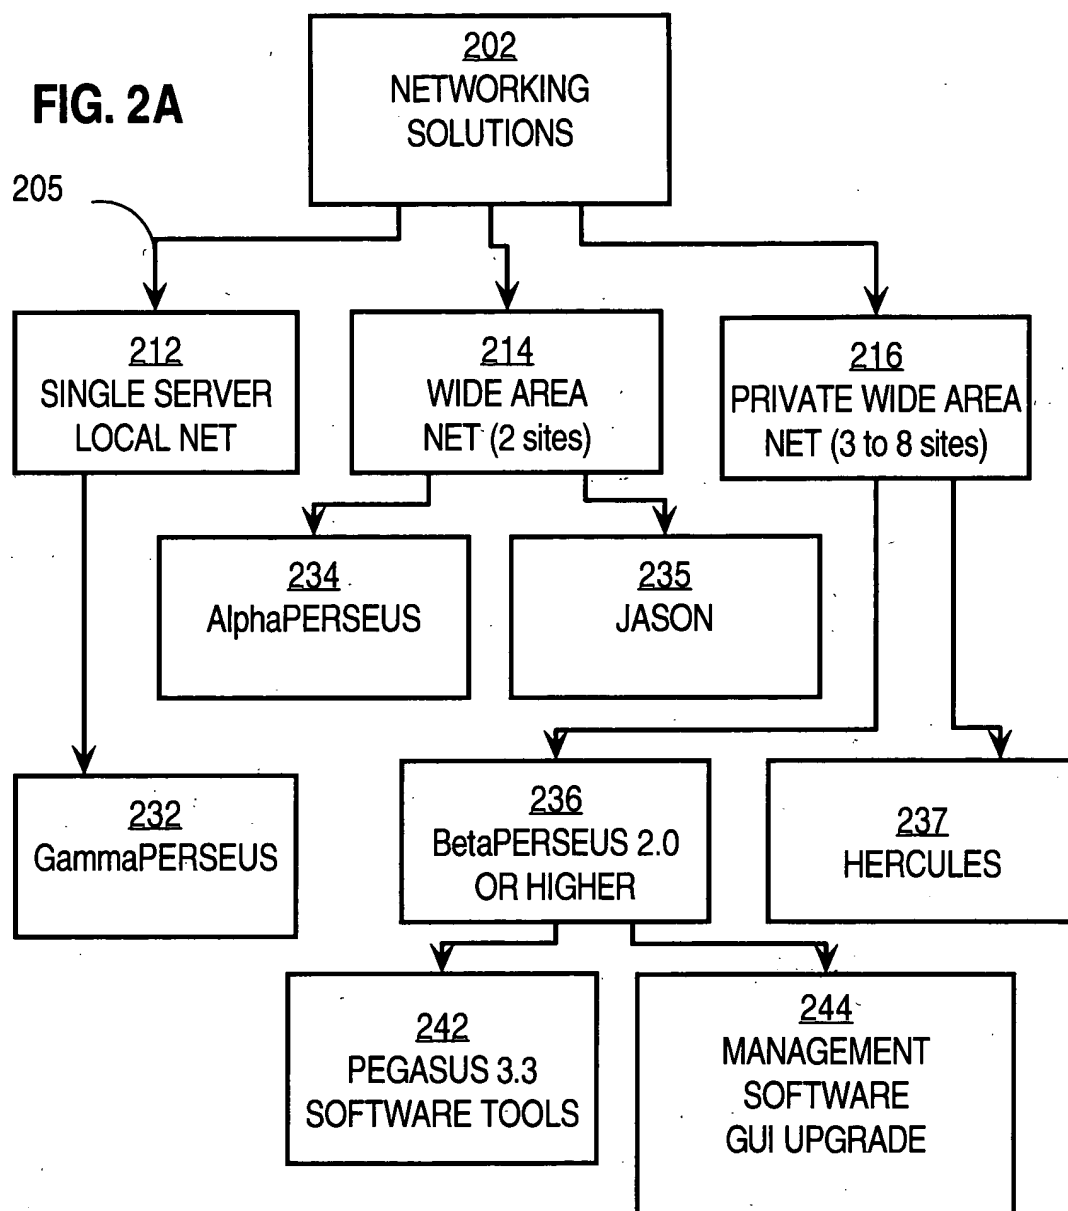 202
NETWORKING
SOLUTIONS
FIG. 2A
205
212
SINGLE SERVER
LOCAL NET
214
WIDE AREA
NET (2 sites)
216
PRIVATE WIDE AREA
NET (3 to 8 sites)
234
AlphaPERSEUS
235
JASON
232
GammaPERSEUS
236
BetaPERSEUS 2.0
OR HIGHER
237
HERCULES
242
PEGASUS 3.3
SOFTWARE TOOLS
244
MANAGEMENT
SOFTWARE
GUI UPGRADE